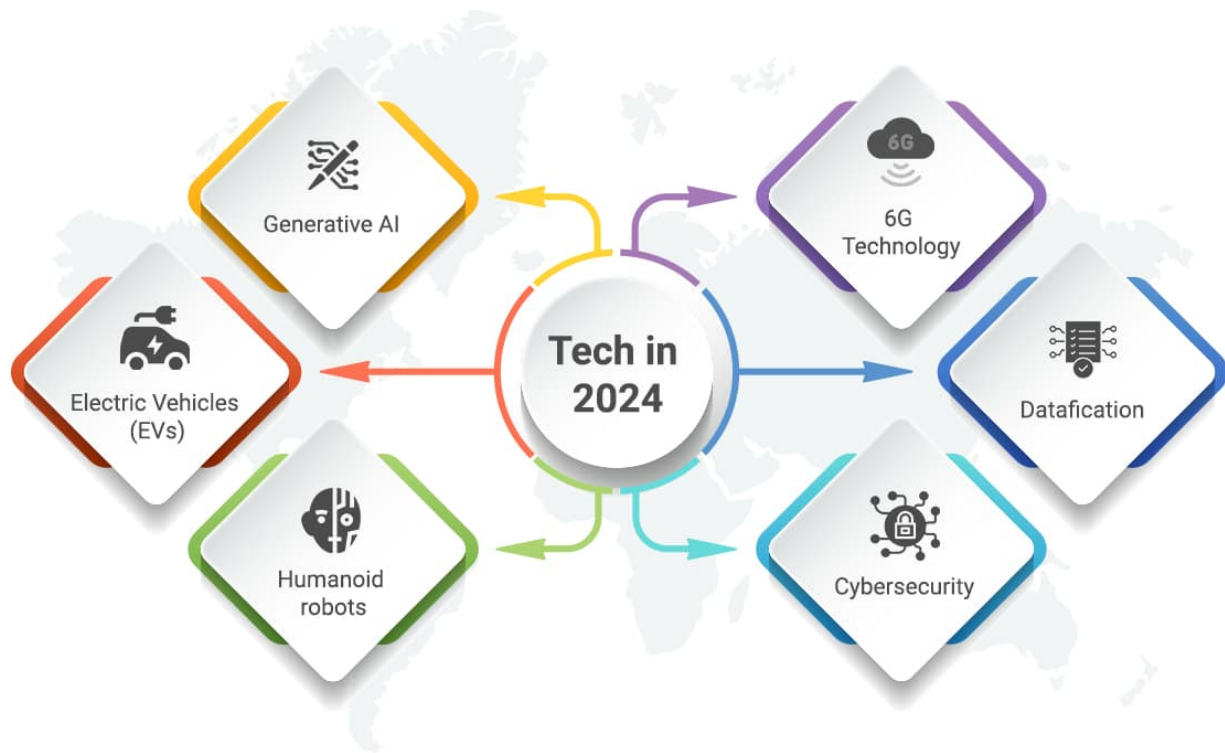 Generative AI
Electric Vehicles
(EVs)
Humanoid
robots
Tech in
2024
6G
6G
Technology
Datafication
Cybersecurity